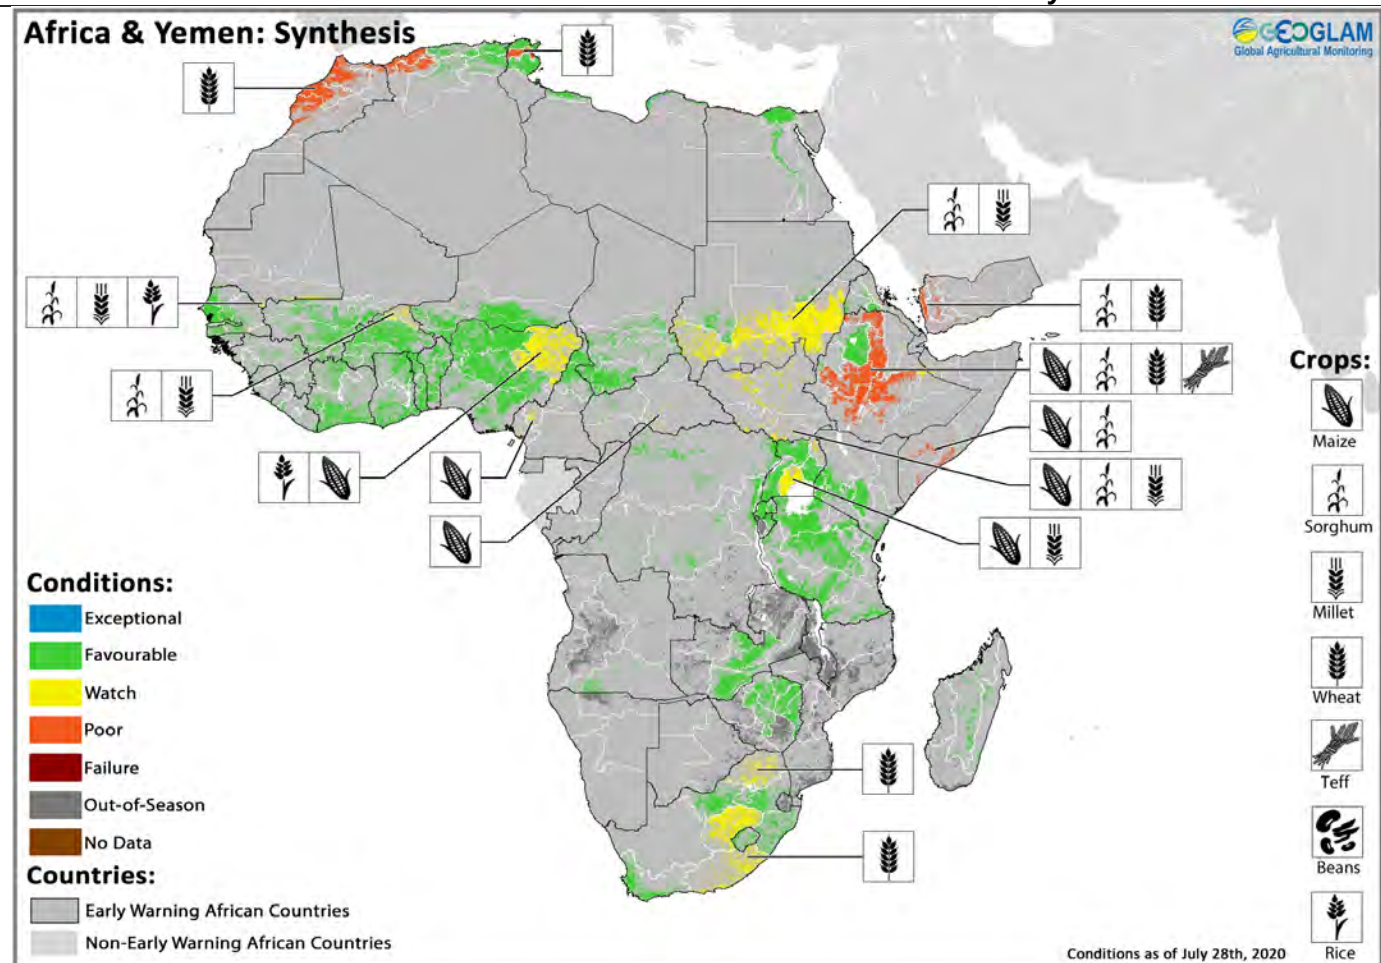 Africa & Yemen: Synthesis
GEOGLAM
Global Agricultural Monitoring
Crops:
Maize
Sorghum
Millet
Wheat
Teff
Beans
Rice
Conditions:
Exceptional
Favourable
Watch
Poor
Failure
Out-of-Season
No Data
Countries:
Early Warning African Countries
Non-Early Warning African Countries
Conditions as of July 28th, 2020